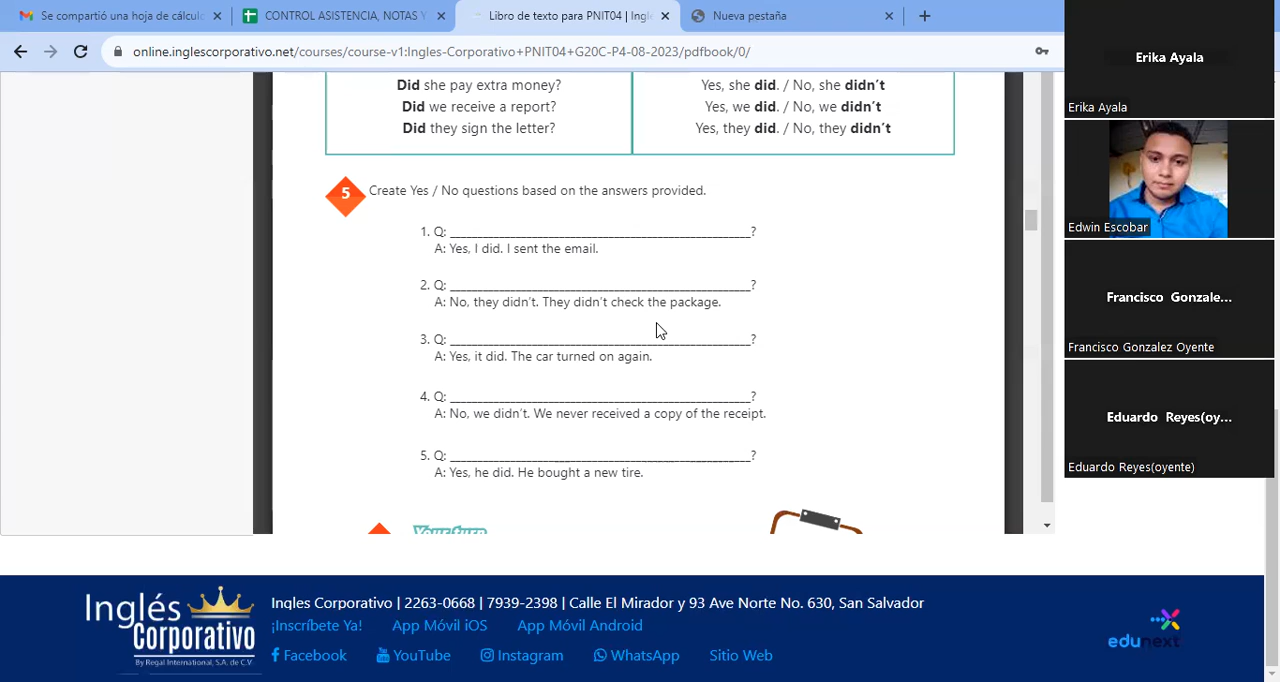 Se compartió una hoja de cálculo
CONTROL ASISTENCIA, NOTAS Y
Libro de texto para PNIT04 | Inglé
Nueva pestaña
online.inglescorporativo.net/courses/course-v1:Ingles-Corporativo+PNIT04+G20C-P4-08-2023/pdfbook/0/
Did she pay extra money? Yes, she did. / No, she didn't
Did we receive a report? Yes, we did. / No, we didn't
Did they sign the letter? Yes, they did. / No, they didn't
5 Create Yes / No questions based on the answers provided.
1. Q: ________________________________________?
A: Yes, I did. I sent the email.
2. Q: ________________________________________?
A: No, they didn't. They didn't check the package.
3. Q: ________________________________________?
A: Yes, it did. The car turned on again.
4. Q: ________________________________________?
A: No, we didn't. We never received a copy of the receipt.
5. Q: ________________________________________?
A: Yes, he did. He bought a new tire.
Erika Ayala
Erika Ayala
Edwin Escobar
Francisco Gonzale...
Francisco Gonzalez Oyente
Eduardo Reyes(oy...
Eduardo Reyes(oyente)
Inglés
Corporativo
By Regal International, S.A. de C.V
Ingles Corporativo | 2263-0668 | 7939-2398 | Calle El Mirador y 93 Ave Norte No. 630, San Salvador
¡Inscríbete Ya! App Móvil iOS App Móvil Android
Facebook YouTube Instagram WhatsApp Sitio Web
edunext